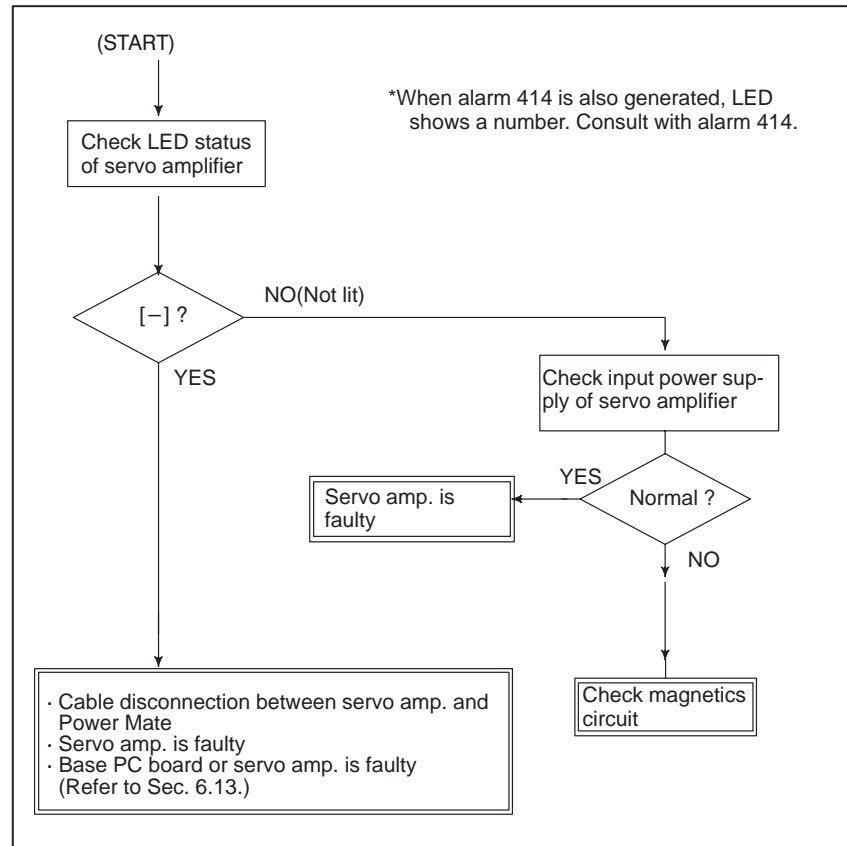 (START)
*When alarm 414 is also generated, LED
shows a number. Consult with alarm 414.
Check LED status
of servo amplifier
[−] ?
NO(Not lit)
YES
Check input power sup-
ply of servo amplifier
Normal ?
YES
Servo amp. is
faulty
NO
Check magnetics
circuit
· Cable disconnection between servo amp. and
Power Mate
· Servo amp. is faulty
· Base PC board or servo amp. is faulty
(Refer to Sec. 6.13.)